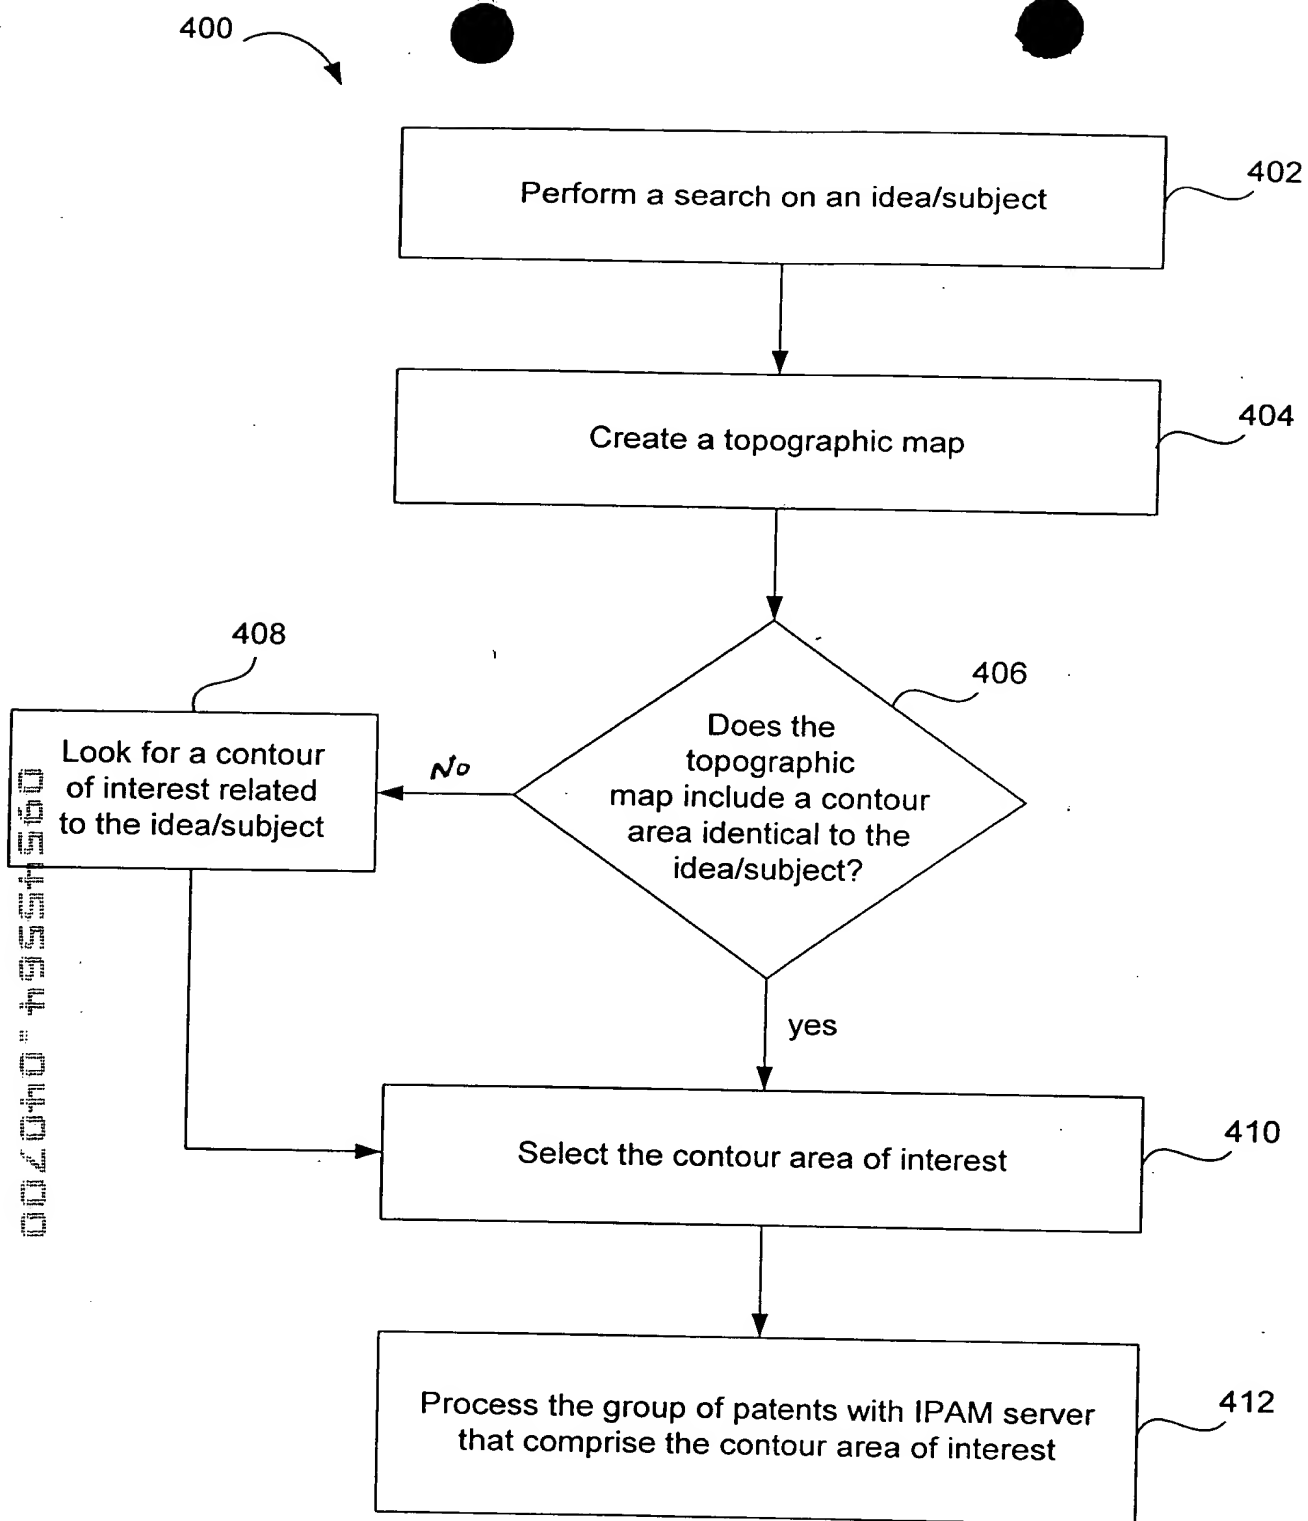 400
Perform a search on an idea/subject
402
Create a topographic map
404
408
406
Look for a contour
of interest related
to the idea/subject
No
Does the
topographic
map include a contour
area identical to the
idea/subject?
yes
Select the contour area of interest
410
Process the group of patents with IPAM server
that comprise the contour area of interest
412
09545564.040700